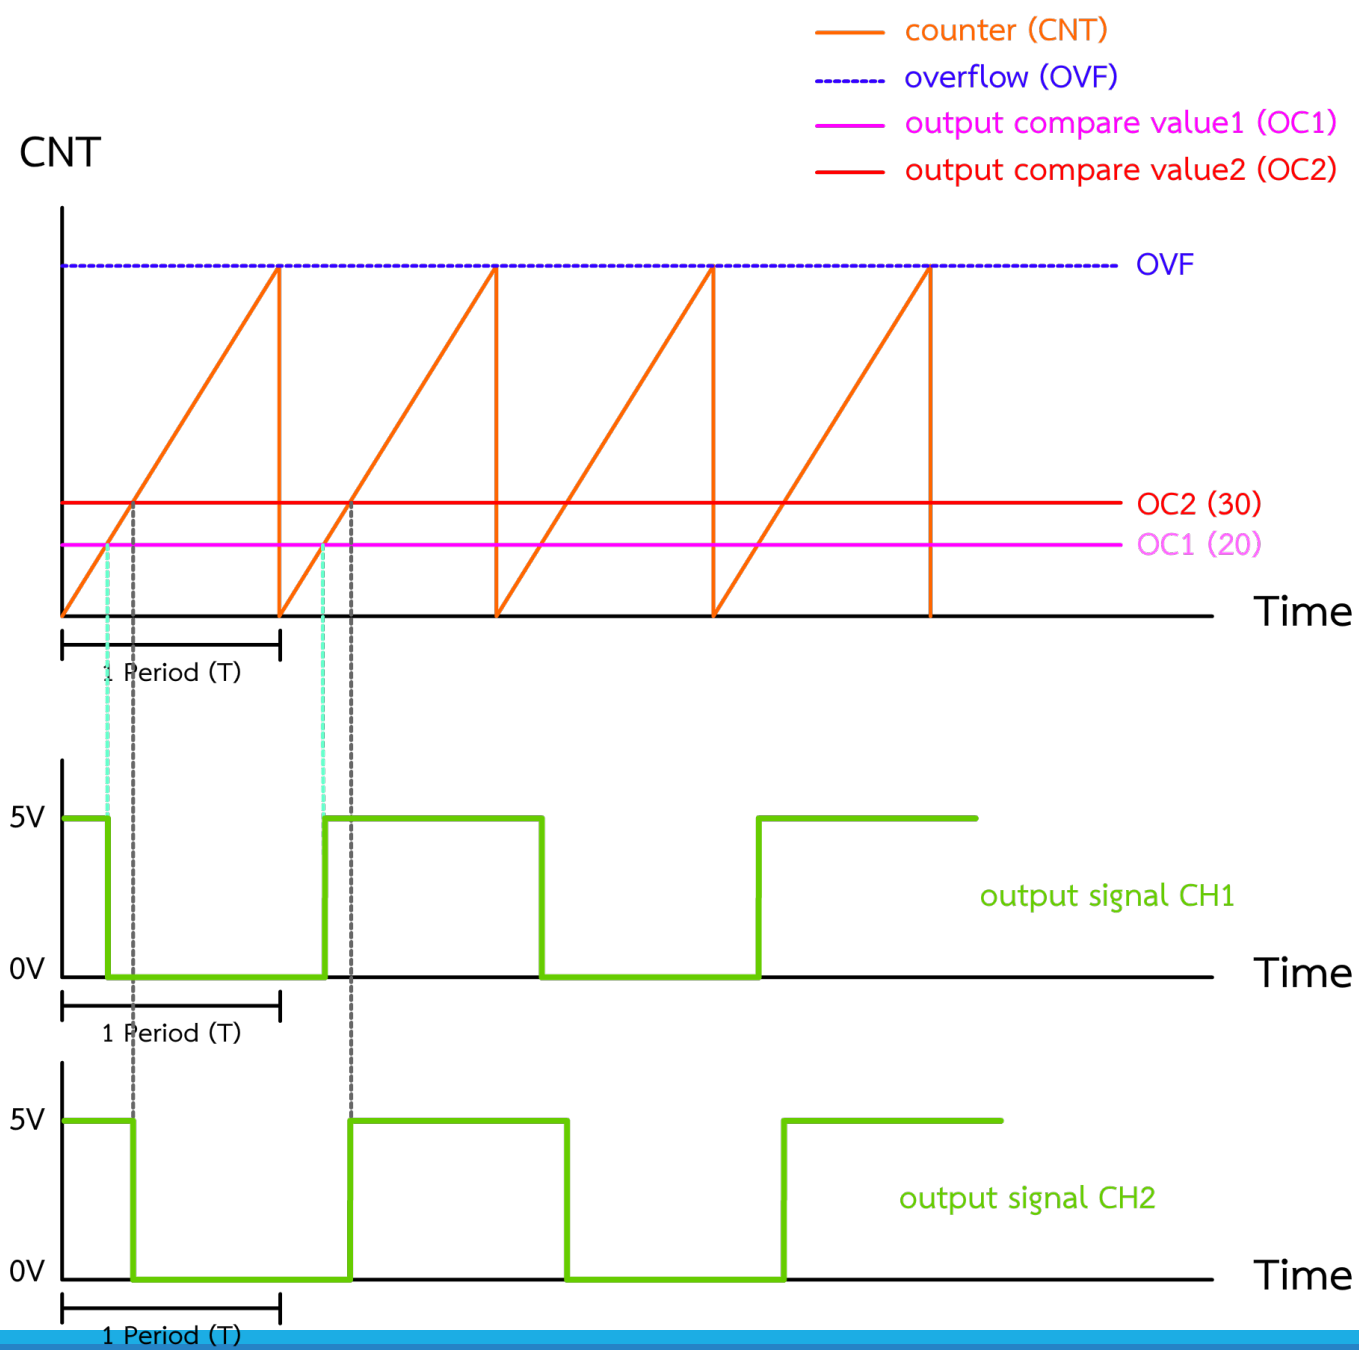 counter (CNT)
overflow (OVF)
output compare value1 (OC1)
output compare value2 (OC2)
CNT
OVF
OC2 (30)
OC1 (20)
Time
1 Period (T)
5V
output signal CH1
0V
Time
1 Period (T)
5V
output signal CH2
0V
Time
1 Period (T)